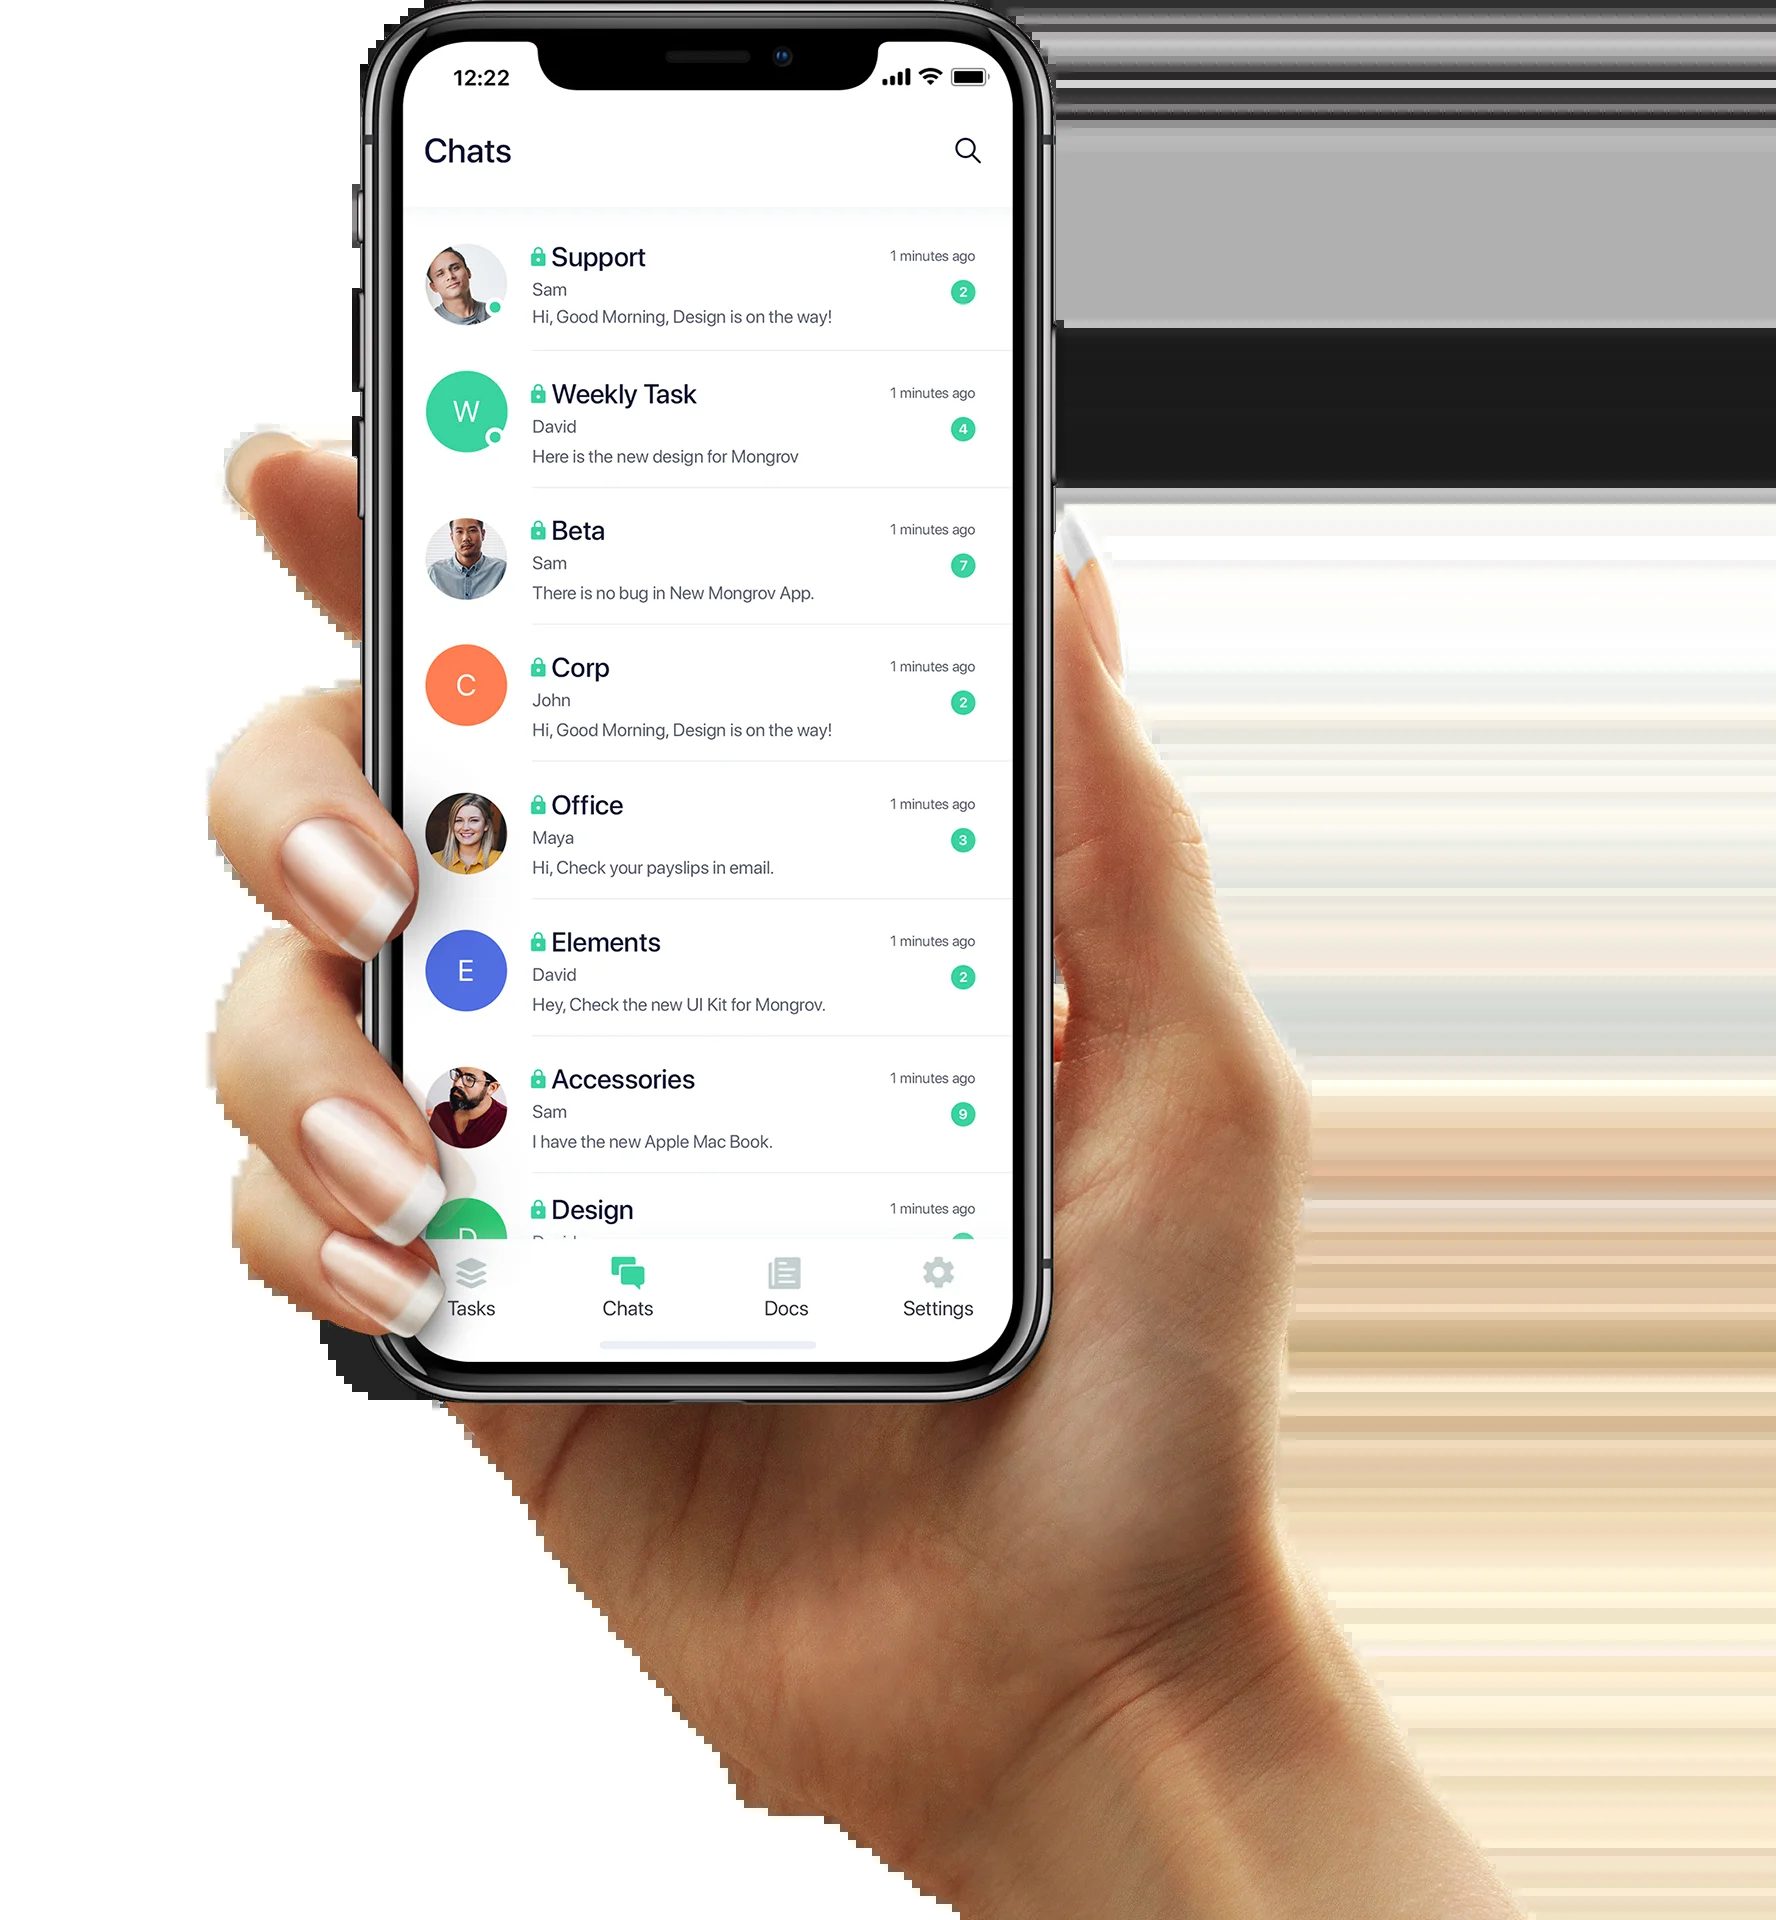 12:22
Chats
Support
1 minutes ago
Sam
2
Hi, Good Morning, Design is on the way!
W
Weekly Task
1 minutes ago
David
4
Here is the new design for Mongrov
Beta
1 minutes ago
Sam
7
There is no bug in New Mongrov App.
C
Corp
1 minutes ago
John
2
Hi, Good Morning, Design is on the way!
Office
1 minutes ago
Maya
3
Hi, Check your payslips in email.
E
Elements
1 minutes ago
David
2
Hey, Check the new UI Kit for Mongrov.
Accessories
1 minutes ago
Sam
9
I have the new Apple Mac Book.
Design
1 minutes ago
Tasks
Chats
Docs
Settings